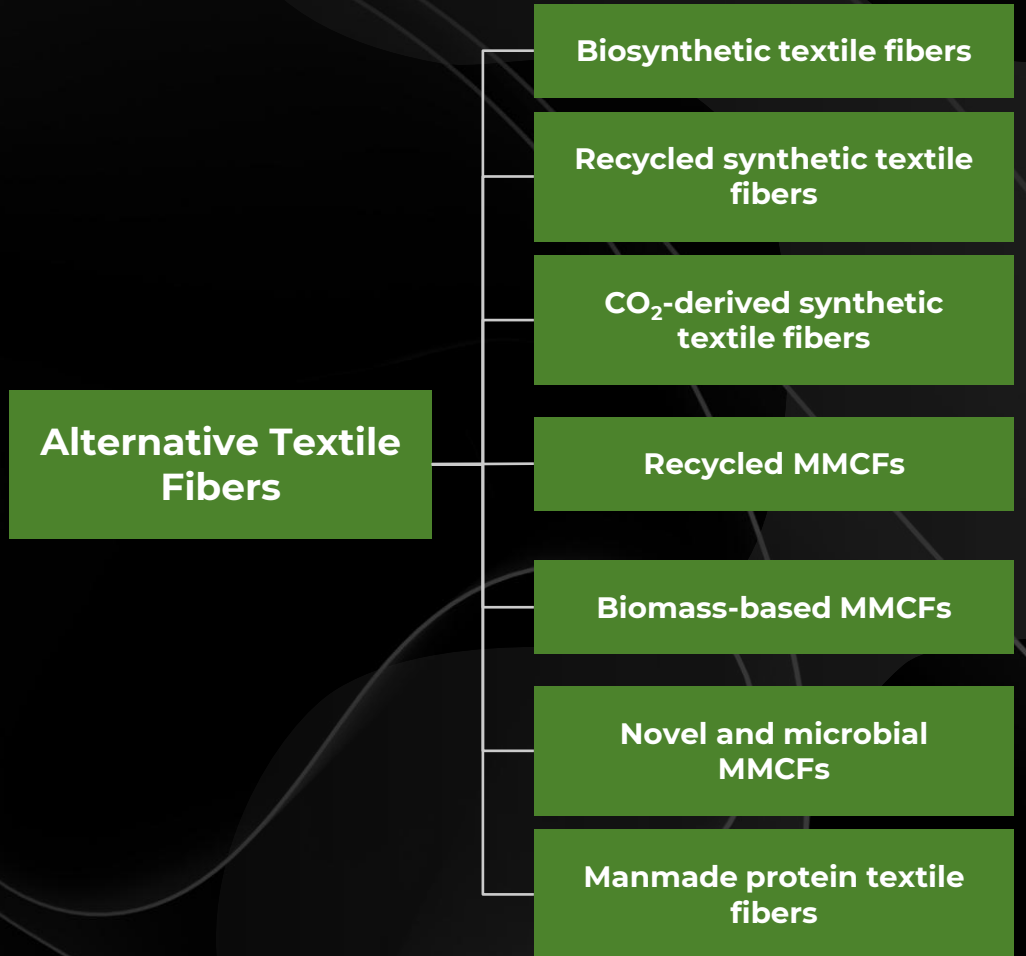 Biosynthetic textile fibers
Recycled synthetic textile
fibers
CO₂-derived synthetic
textile fibers
Alternative Textile
Fibers
Recycled MMCFs
Biomass-based MMCFs
Novel and microbial
MMCFs
Manmade protein textile
fibers